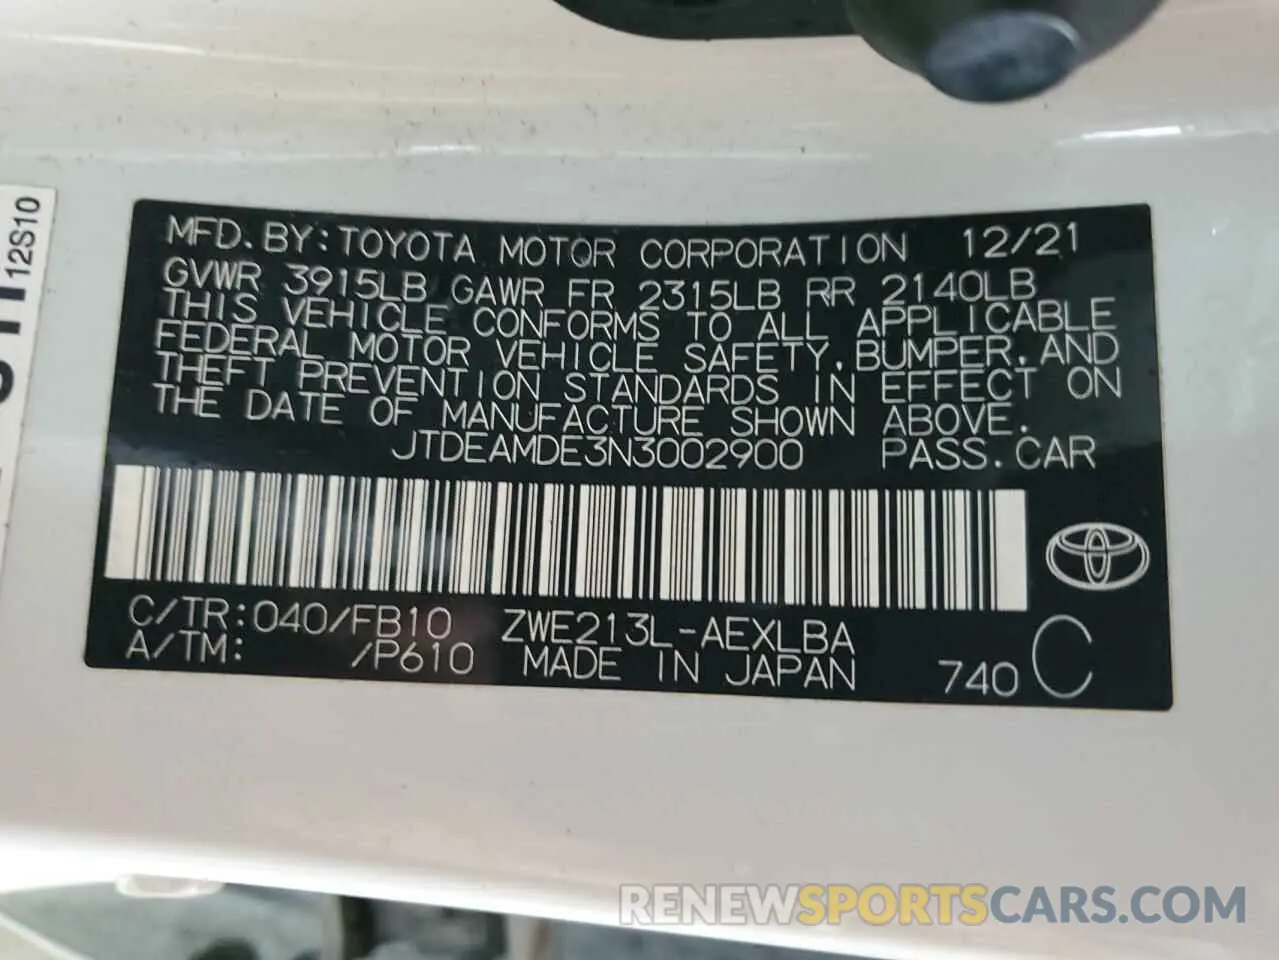 MFD. BY: TOYOTA MOTOR CORPORATION 12/21
GVWR 3915LB GAWR FR 2315LB RR 2140LB
THIS VEHICLE CONFORMS TO ALL APPLICABLE
FEDERAL MOTOR VEHICLE SAFETY, BUMPER, AND
THEFT PREVENTION STANDARDS IN EFFECT ON
THE DATE OF MANUFACTURE SHOWN ABOVE.
JTDEAMDE3N3002900 PASS. CAR
C/TR: 040/FB10 ZWE213L-AEXLBA
A/TM: /P610 MADE IN JAPAN 740 C
12S10
RENEWSPORTSCARS.COM